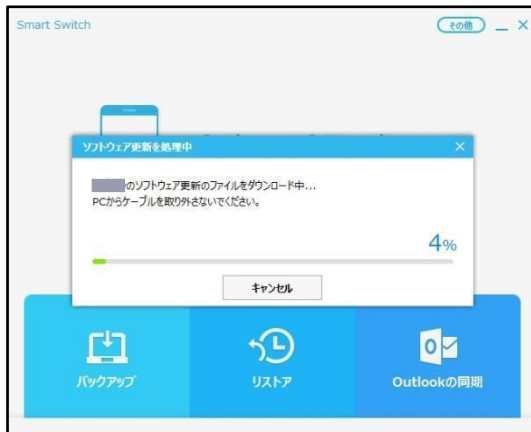 Smart Switch
その他
ソフトウェア更新を処理中
のソフトウェア更新のファイルをダウンロード中...
PCからケーブルを取り外さないでください。
4%
キャンセル
バックアップ
リストア
Outlookの同期